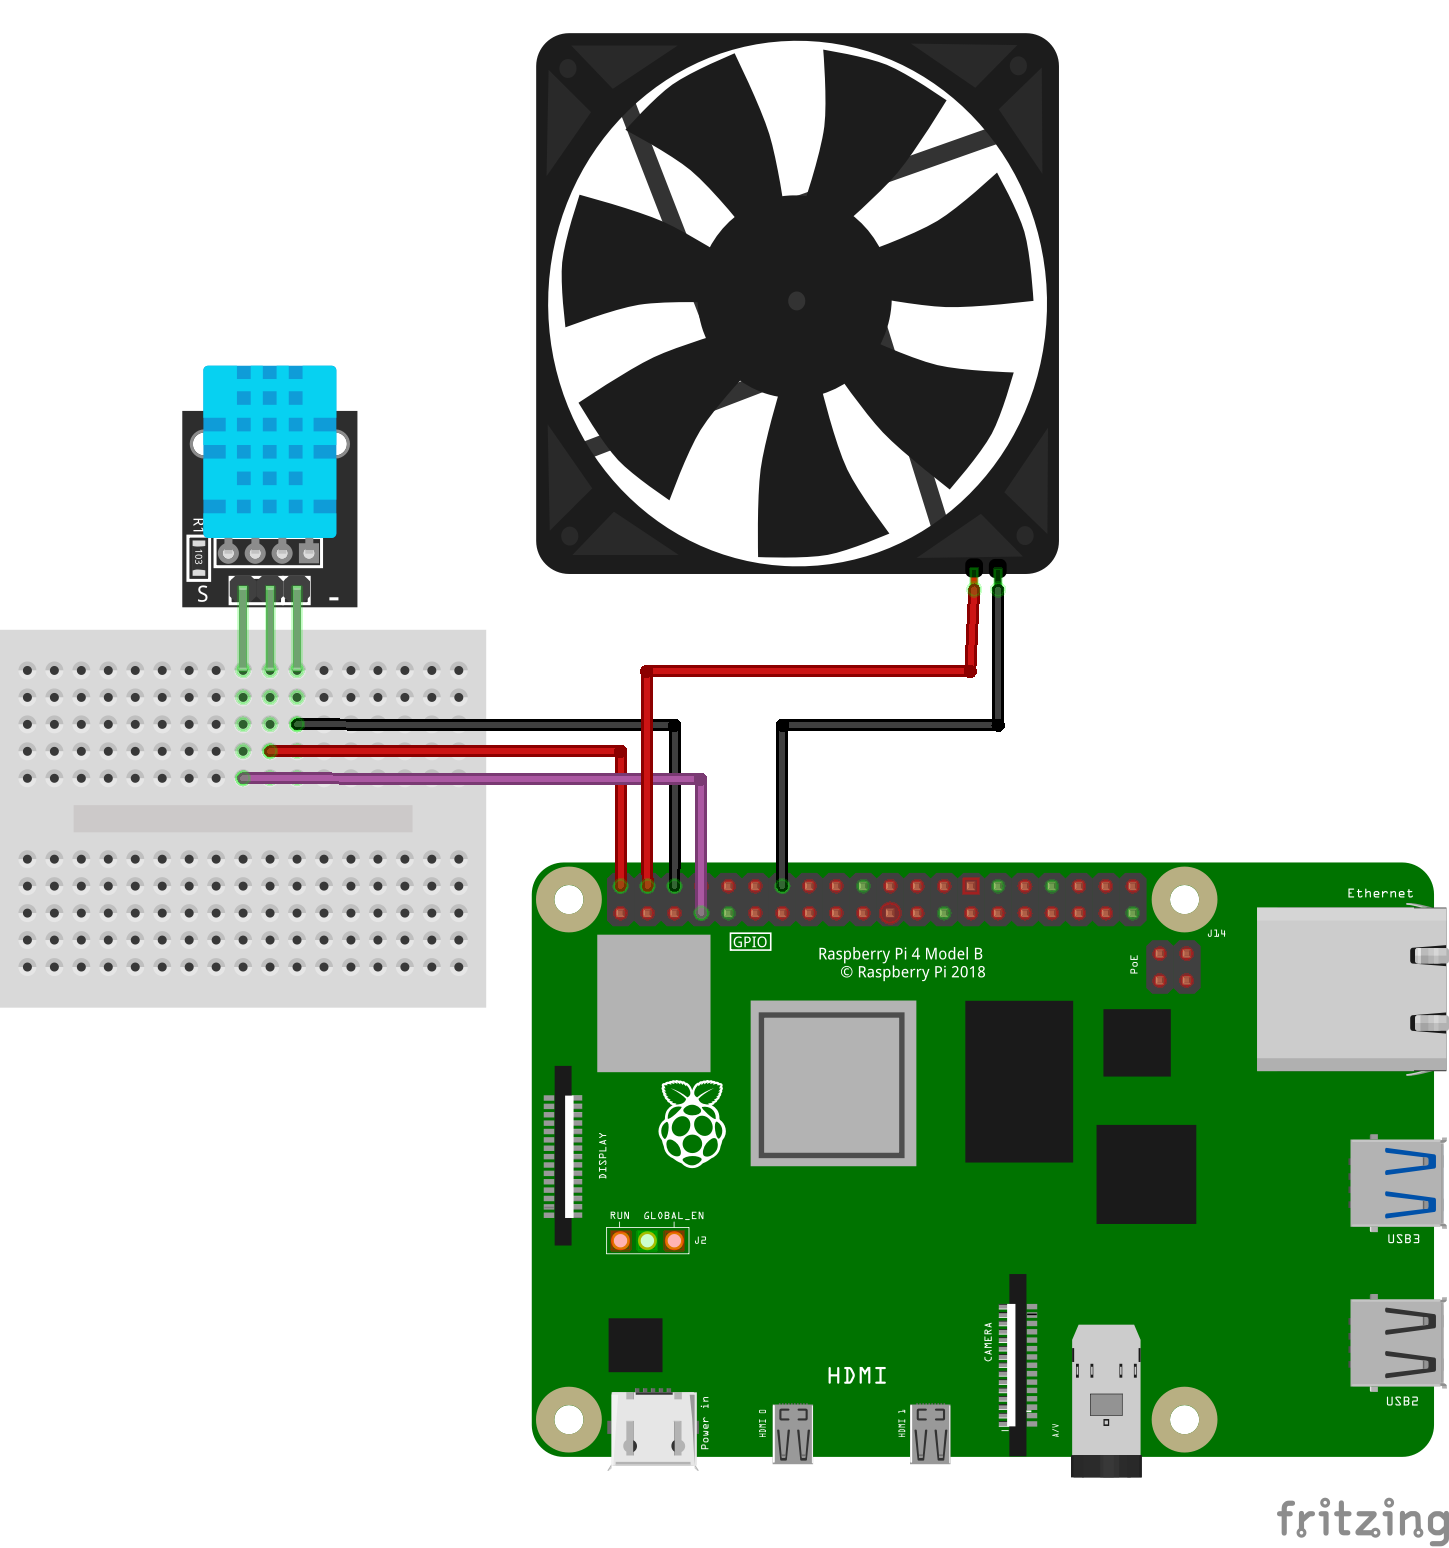 R1
103
S
-
GPIO
Raspberry Pi 4 Model B
© Raspberry Pi 2018
Ethernet
J14
PoE
DISPLAY
RUN
GLOBAL_EN
J2
USB3
CAMERA
HDMI
USB2
Power in
HDMI 0
HDMI 1
A/V
fritzing